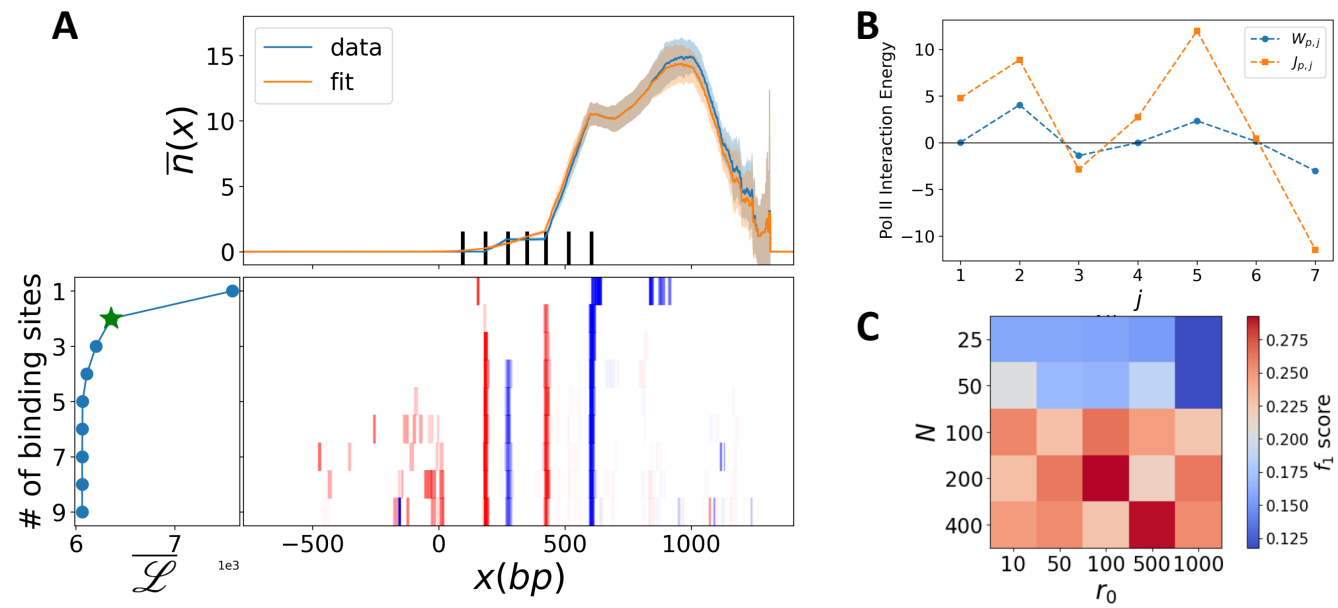 A
data
fit
n̅(x)
15
10
5
0
# of binding sites
1
3
5
7
9
6
7
1e3
ℒ̅
−500
0
500
1000
x(bp)
B
Pol II Interaction Energy
10
5
0
−5
−10
W_{p,j}
J_{p,j}
1
2
3
4
5
6
7
j
C
N
25
50
100
200
400
10
50
100
500
1000
r₀
0.275
0.250
0.225
0.200
0.175
0.150
0.125
f₁ score